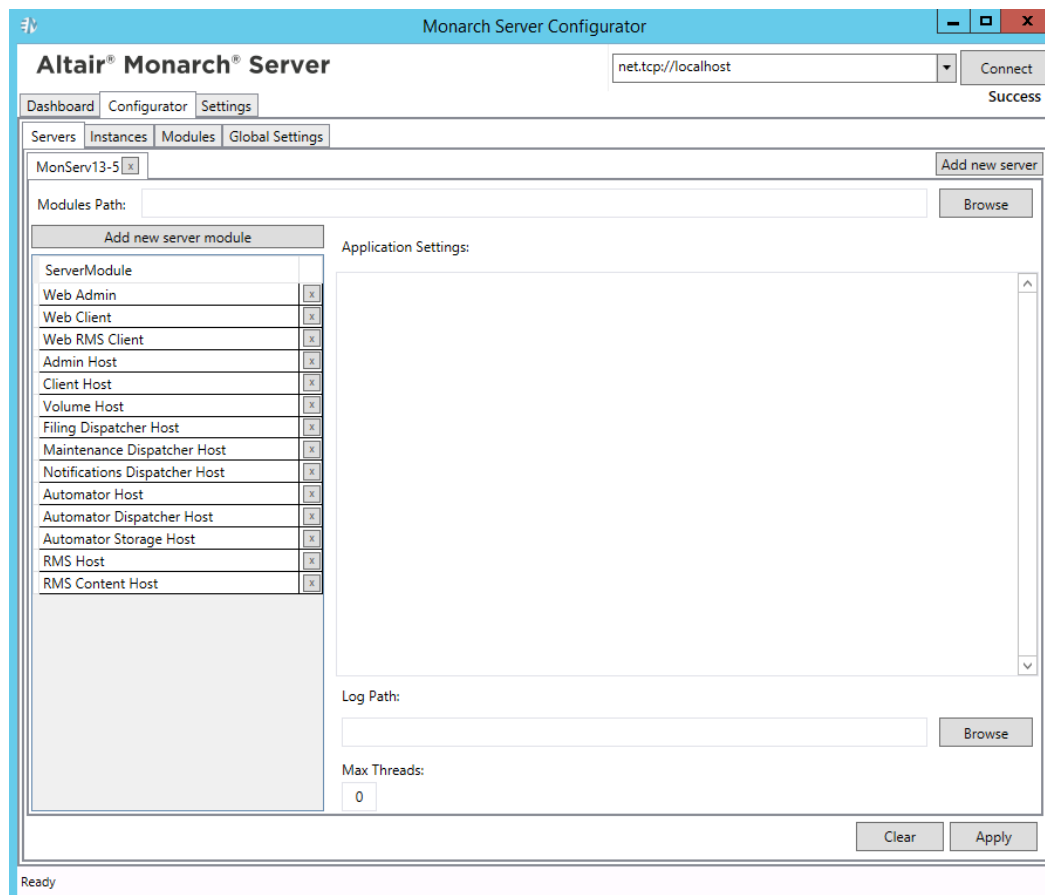 Monarch Server Configurator
Altair® Monarch® Server
net.tcp://localhost
Connect
Success
Dashboard Configurator Settings
Servers Instances Modules Global Settings
MonServ13-5 x
Add new server
Modules Path:
Browse
Add new server module
Application Settings:
ServerModule
Web Admin x
Web Client x
Web RMS Client x
Admin Host x
Client Host x
Volume Host x
Filing Dispatcher Host x
Maintenance Dispatcher Host x
Notifications Dispatcher Host x
Automator Host x
Automator Dispatcher Host x
Automator Storage Host x
RMS Host x
RMS Content Host x
Log Path:
Browse
Max Threads:
0
Clear Apply
Ready